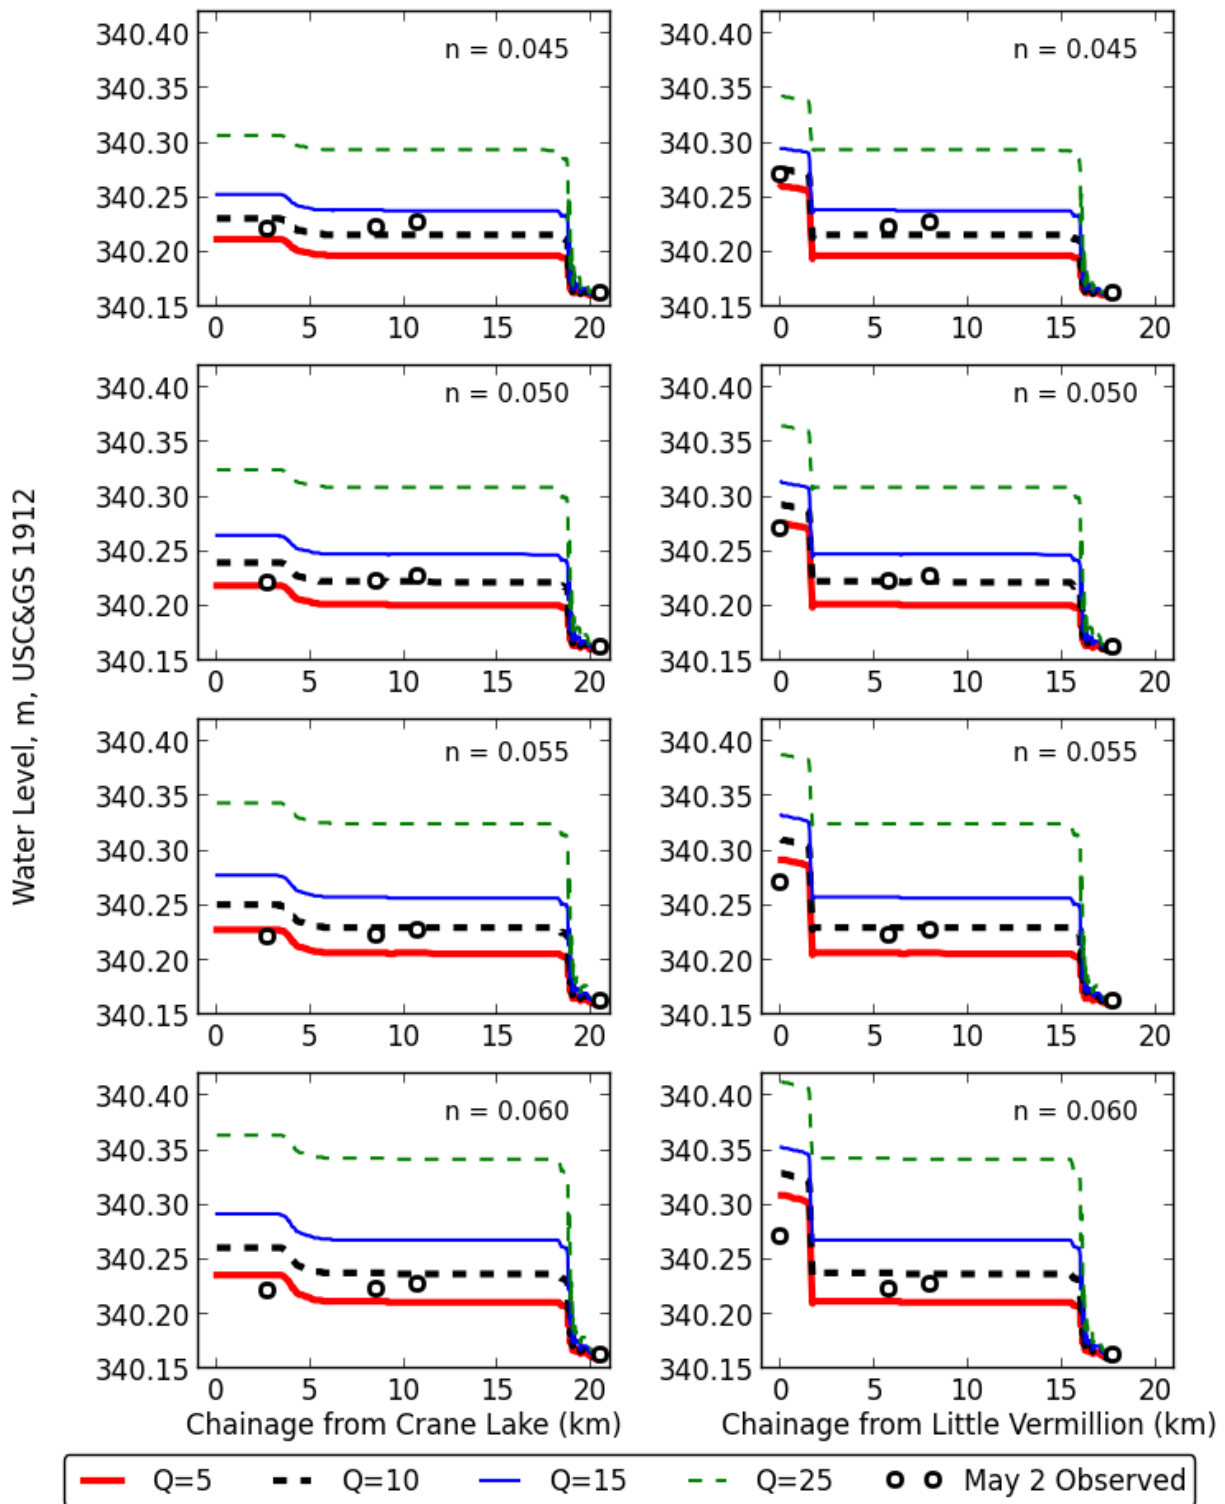 n = 0.045
340.40
340.35
340.30
340.25
340.20
340.15
0 5 10 15 20
n = 0.045
340.40
340.35
340.30
340.25
340.20
340.15
0 5 10 15 20
n = 0.050
340.40
340.35
340.30
340.25
340.20
340.15
0 5 10 15 20
n = 0.050
340.40
340.35
340.30
340.25
340.20
340.15
0 5 10 15 20
Water Level, m, USC&GS 1912
n = 0.055
340.40
340.35
340.30
340.25
340.20
340.15
0 5 10 15 20
n = 0.055
340.40
340.35
340.30
340.25
340.20
340.15
0 5 10 15 20
n = 0.060
340.40
340.35
340.30
340.25
340.20
340.15
0 5 10 15 20
Chainage from Crane Lake (km)
n = 0.060
340.40
340.35
340.30
340.25
340.20
340.15
0 5 10 15 20
Chainage from Little Vermillion (km)
Q=5 Q=10 Q=15 Q=25 May 2 Observed